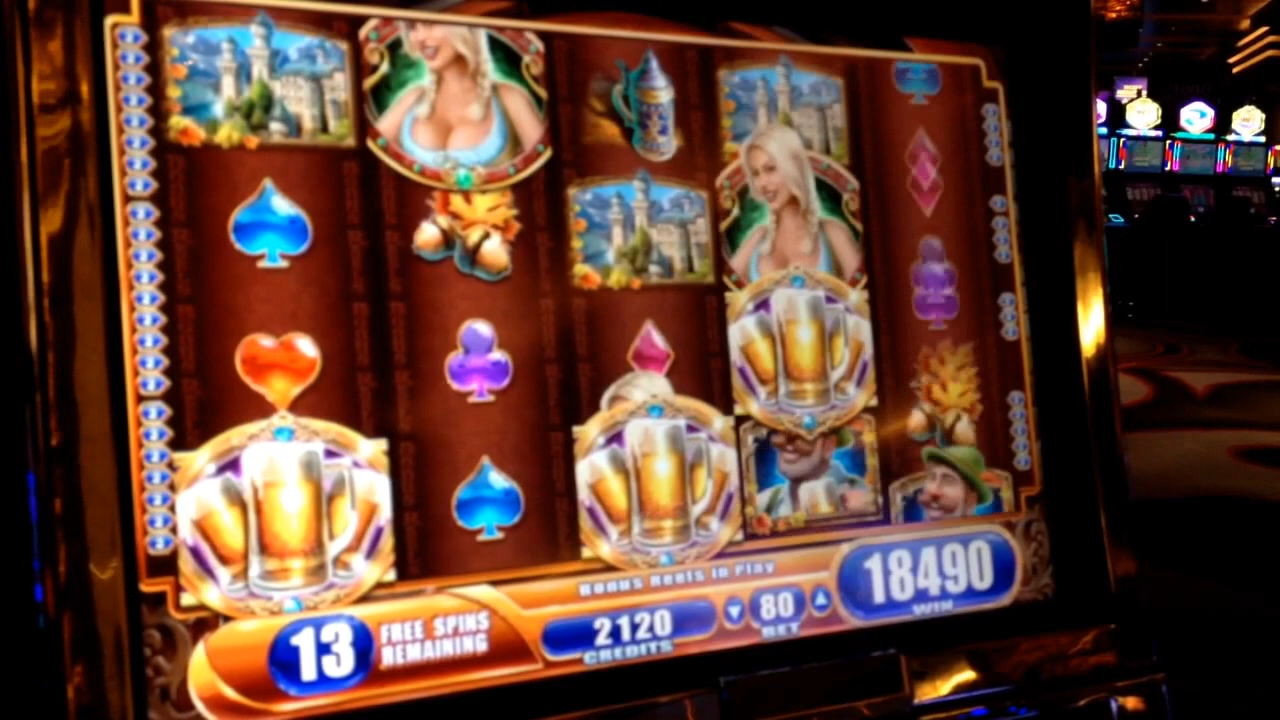 Bonus Reels in Play
13
FREE SPINS
REMAINING
2120
CREDITS
80
BET
18490
WIN